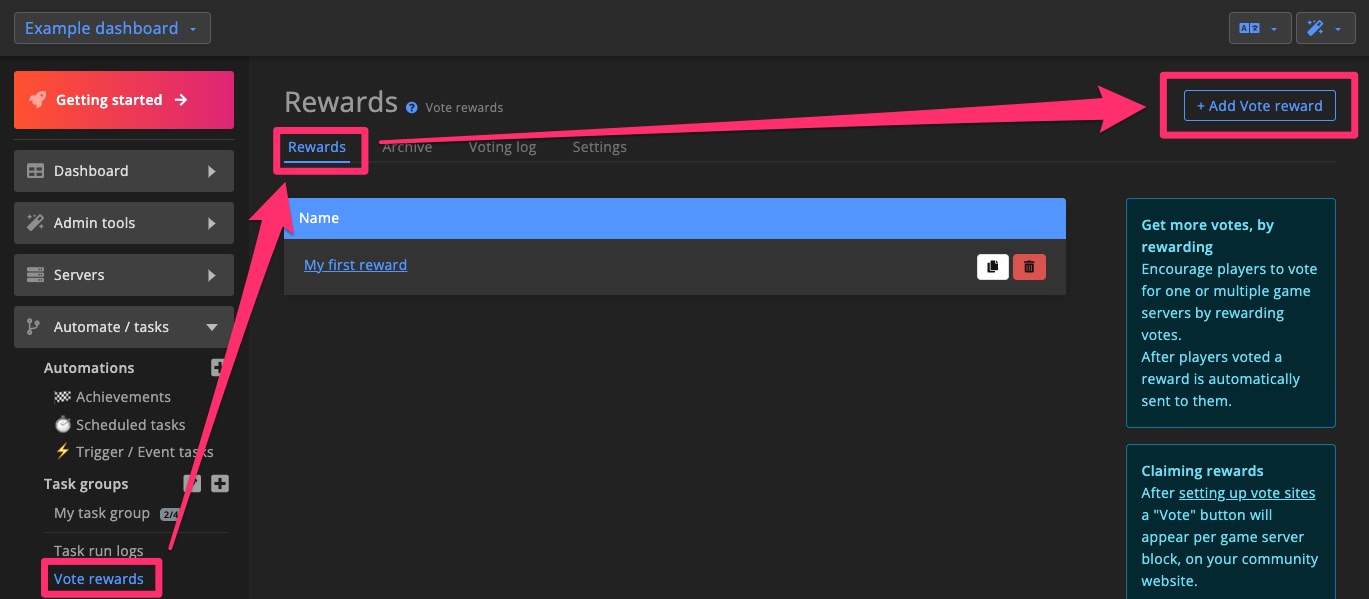 Example dashboard
Getting started
Dashboard
Admin tools
Servers
Automate / tasks
Automations
Achievements
Scheduled tasks
Trigger / Event tasks
Task groups
My task group 2/4
Task run logs
Vote rewards
Rewards ? Vote rewards
+ Add Vote reward
Rewards Archive Voting log Settings
Name
My first reward
Get more votes, by
rewarding
Encourage players to vote
for one or multiple game
servers by rewarding
votes.
After players voted a
reward is automatically
sent to them.
Claiming rewards
After setting up vote sites
a "Vote" button will
appear per game server
block, on your community
website.